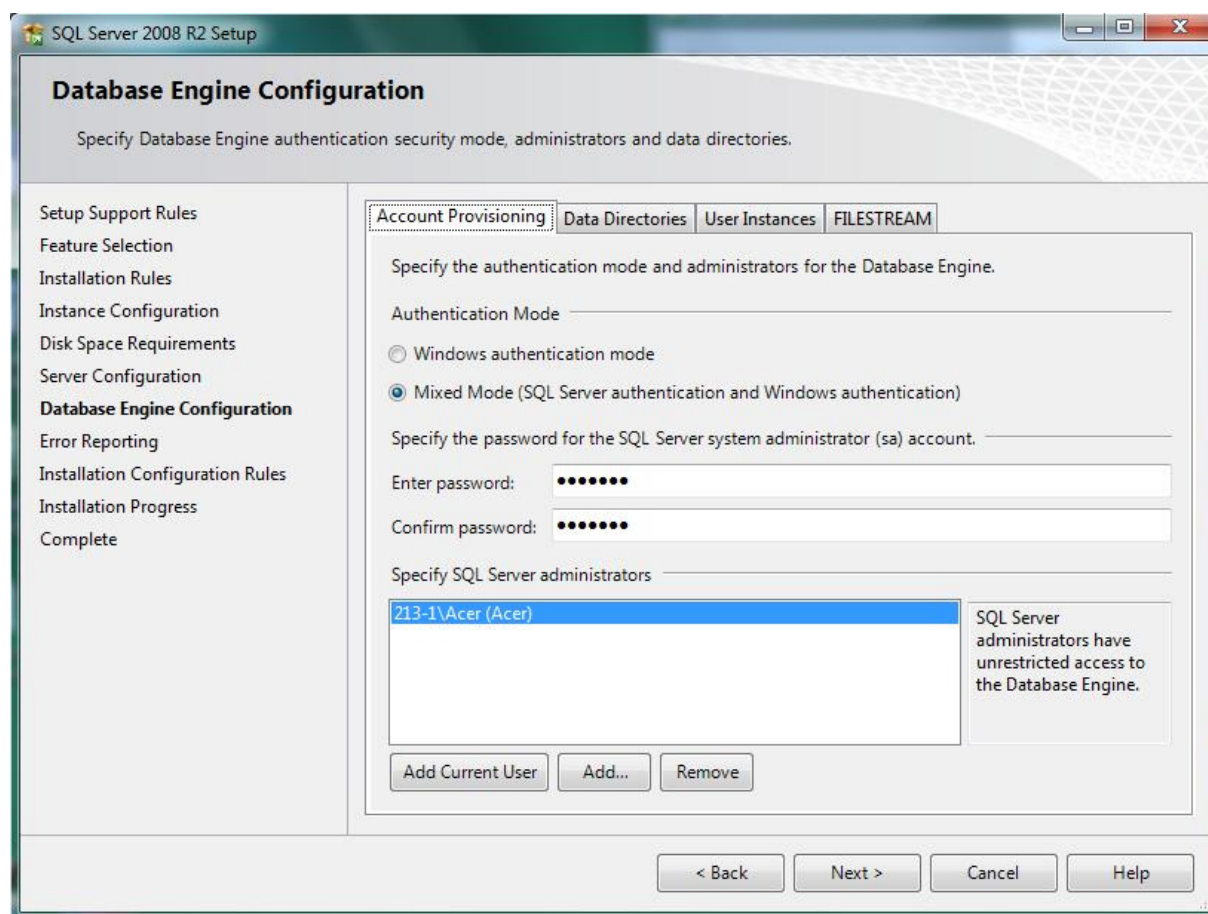 SQL Server 2008 R2 Setup
Database Engine Configuration
Specify Database Engine authentication security mode, administrators and data directories.
Setup Support Rules
Feature Selection
Installation Rules
Instance Configuration
Disk Space Requirements
Server Configuration
Database Engine Configuration
Error Reporting
Installation Configuration Rules
Installation Progress
Complete
Account Provisioning Data Directories User Instances FILESTREAM
Specify the authentication mode and administrators for the Database Engine.
Authentication Mode
Windows authentication mode
Mixed Mode (SQL Server authentication and Windows authentication)
Specify the password for the SQL Server system administrator (sa) account.
Enter password: •••••••
Confirm password: •••••••
Specify SQL Server administrators
213-1\Acer (Acer)
SQL Server
administrators have
unrestricted access to
the Database Engine.
Add Current User Add... Remove
< Back Next > Cancel Help